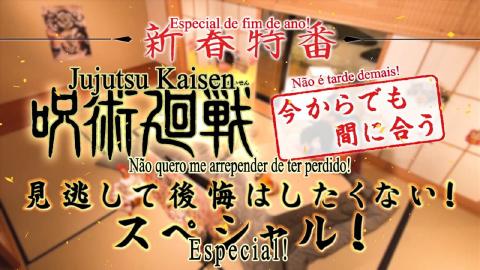 Especial de fim de ano!
新春特番
Jujutsu Kaisen
呪術廻戦
Não é tarde demais!
今からでも
間に合う
Não quero me arrepender de ter perdido!
見逃して後悔はしたくない!
スペシャル!
Especial!